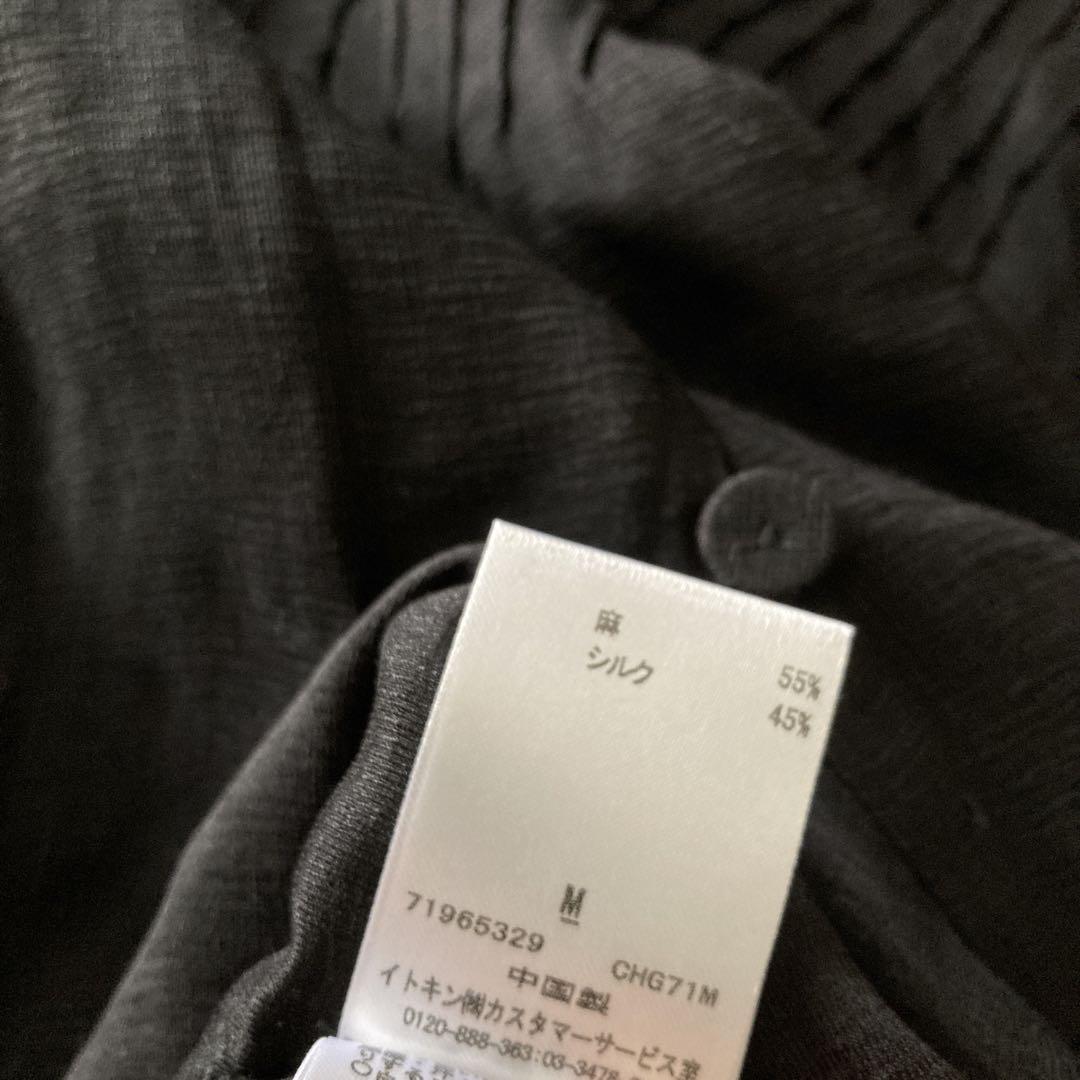 麻 55%
シルク 45%
M
71965329 CHG71M
中国製
イトキン㈱カスタマーサービス室
0120-888-363:03-3478-